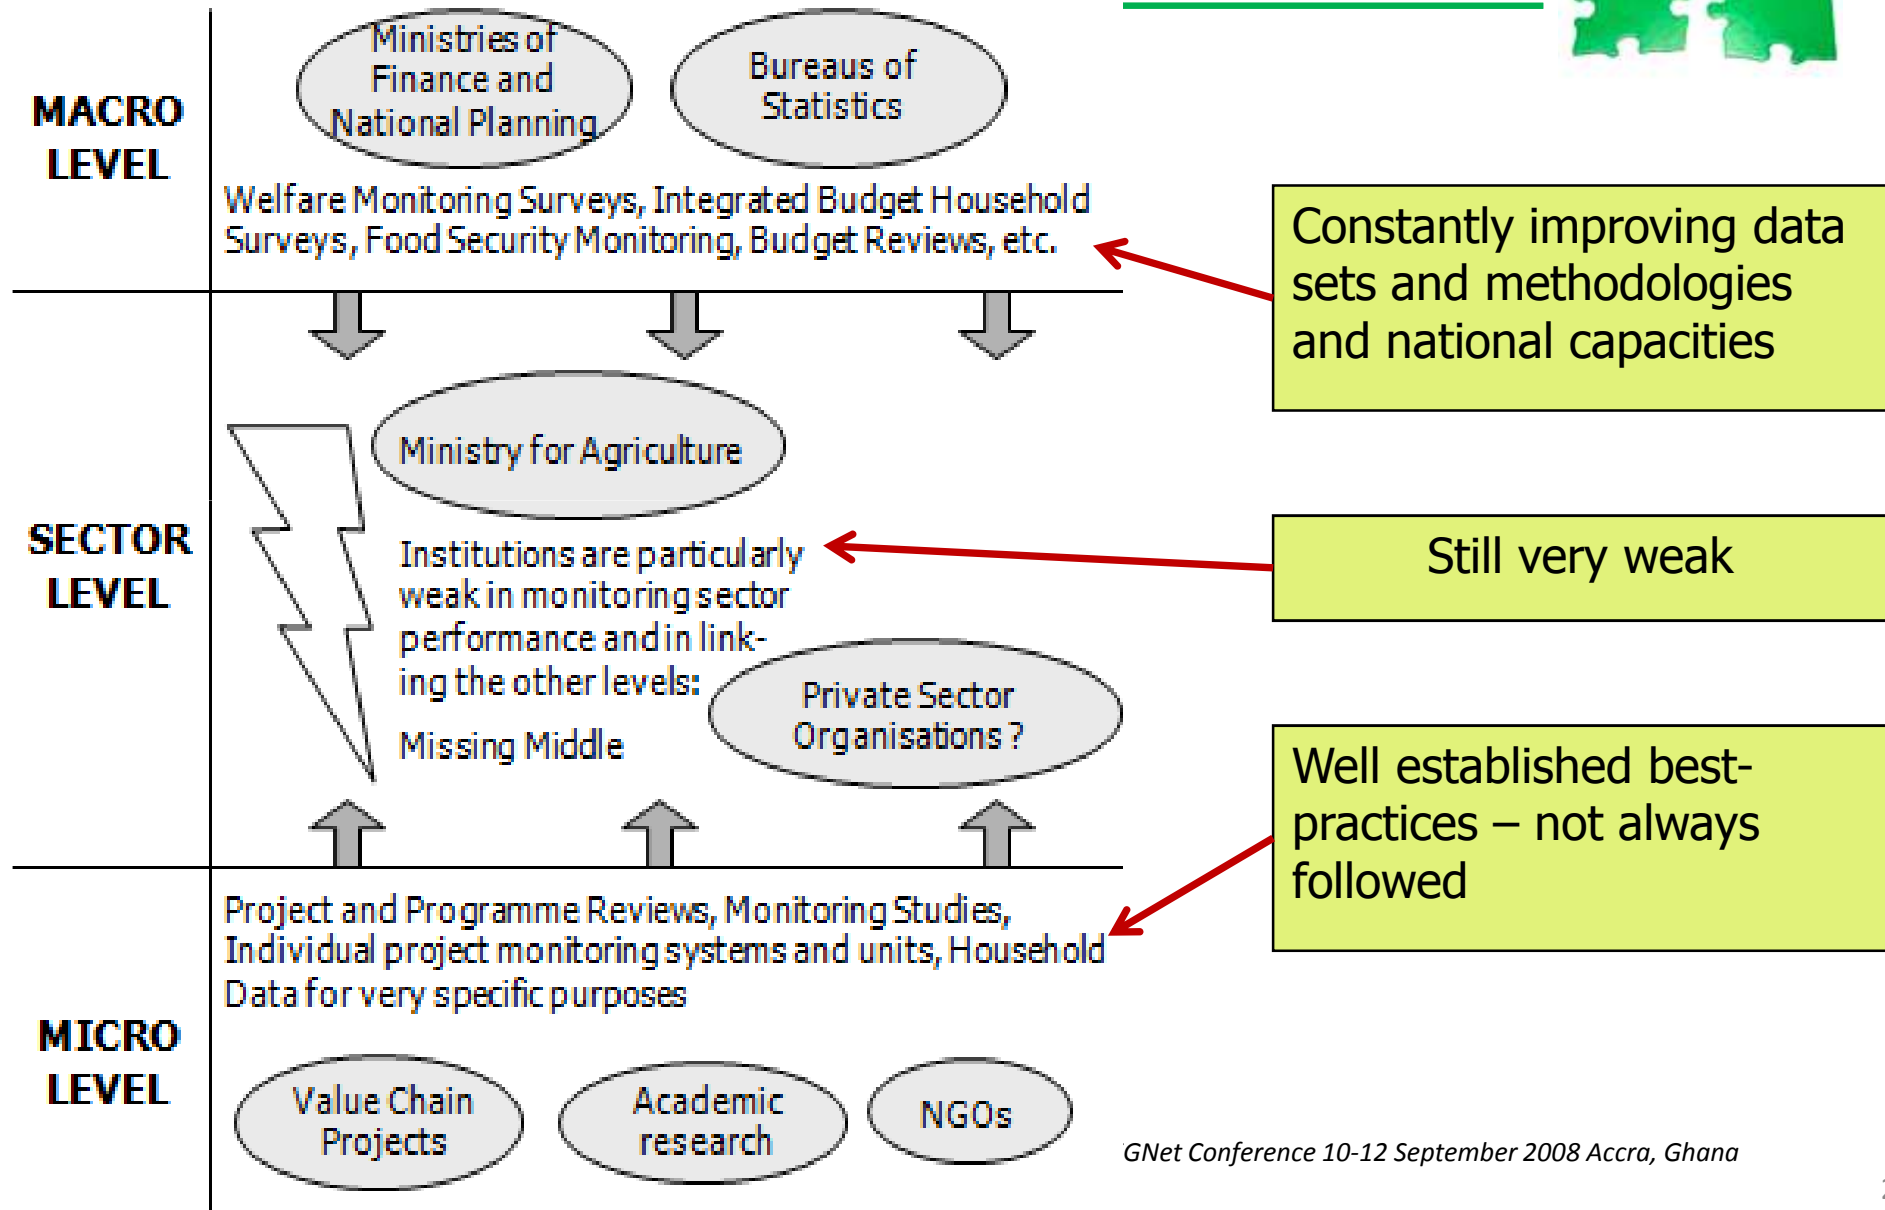 MACRO
LEVEL
Ministries of
Finance and
National Planning
Bureaus of
Statistics
Welfare Monitoring Surveys, Integrated Budget Household
Surveys, Food Security Monitoring, Budget Reviews, etc.
Constantly improving data
sets and methodologies
and national capacities
SECTOR
LEVEL
Ministry for Agriculture
Institutions are particularly
weak in monitoring sector
performance and in link-
ing the other levels:
Missing Middle
Private Sector
Organisations ?
Still very weak
Well established best-
practices – not always
followed
MICRO
LEVEL
Project and Programme Reviews, Monitoring Studies,
Individual project monitoring systems and units, Household
Data for very specific purposes
Value Chain
Projects
Academic
research
NGOs
GNet Conference 10-12 September 2008 Accra, Ghana